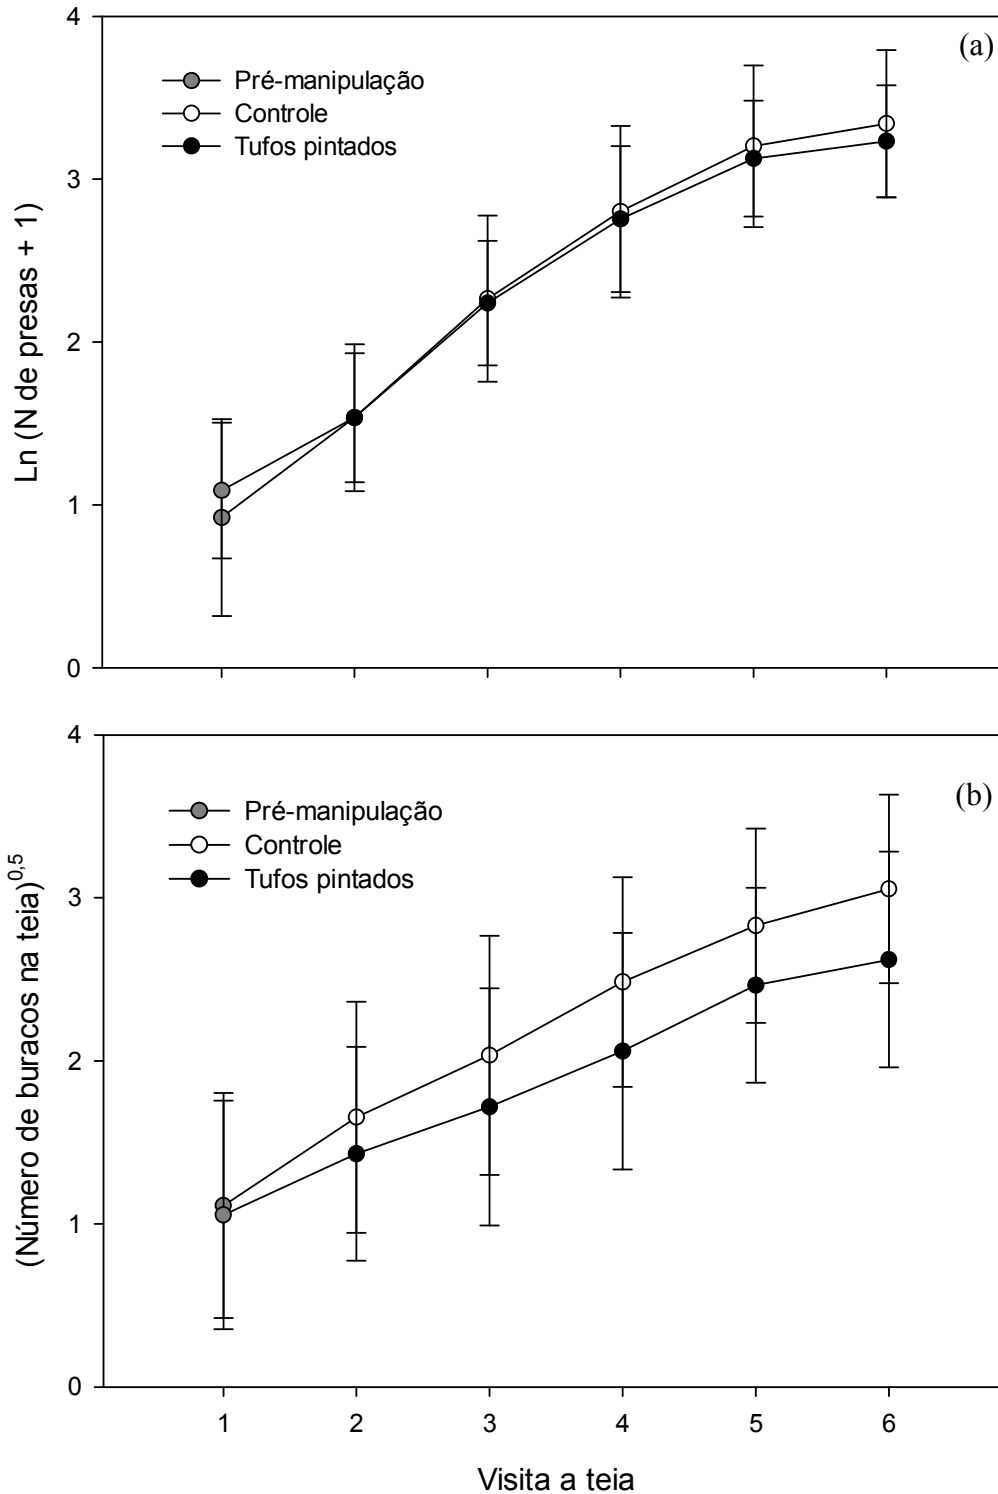 4
(a)
Pré-manipulação
Controle
Tufos pintados
3
Ln (N de presas + 1)
2
1
0
4
(b)
Pré-manipulação
Controle
Tufos pintados
3
(Número de buracos na teia)0,5
2
1
0
1 2 3 4 5 6
Visita a teia